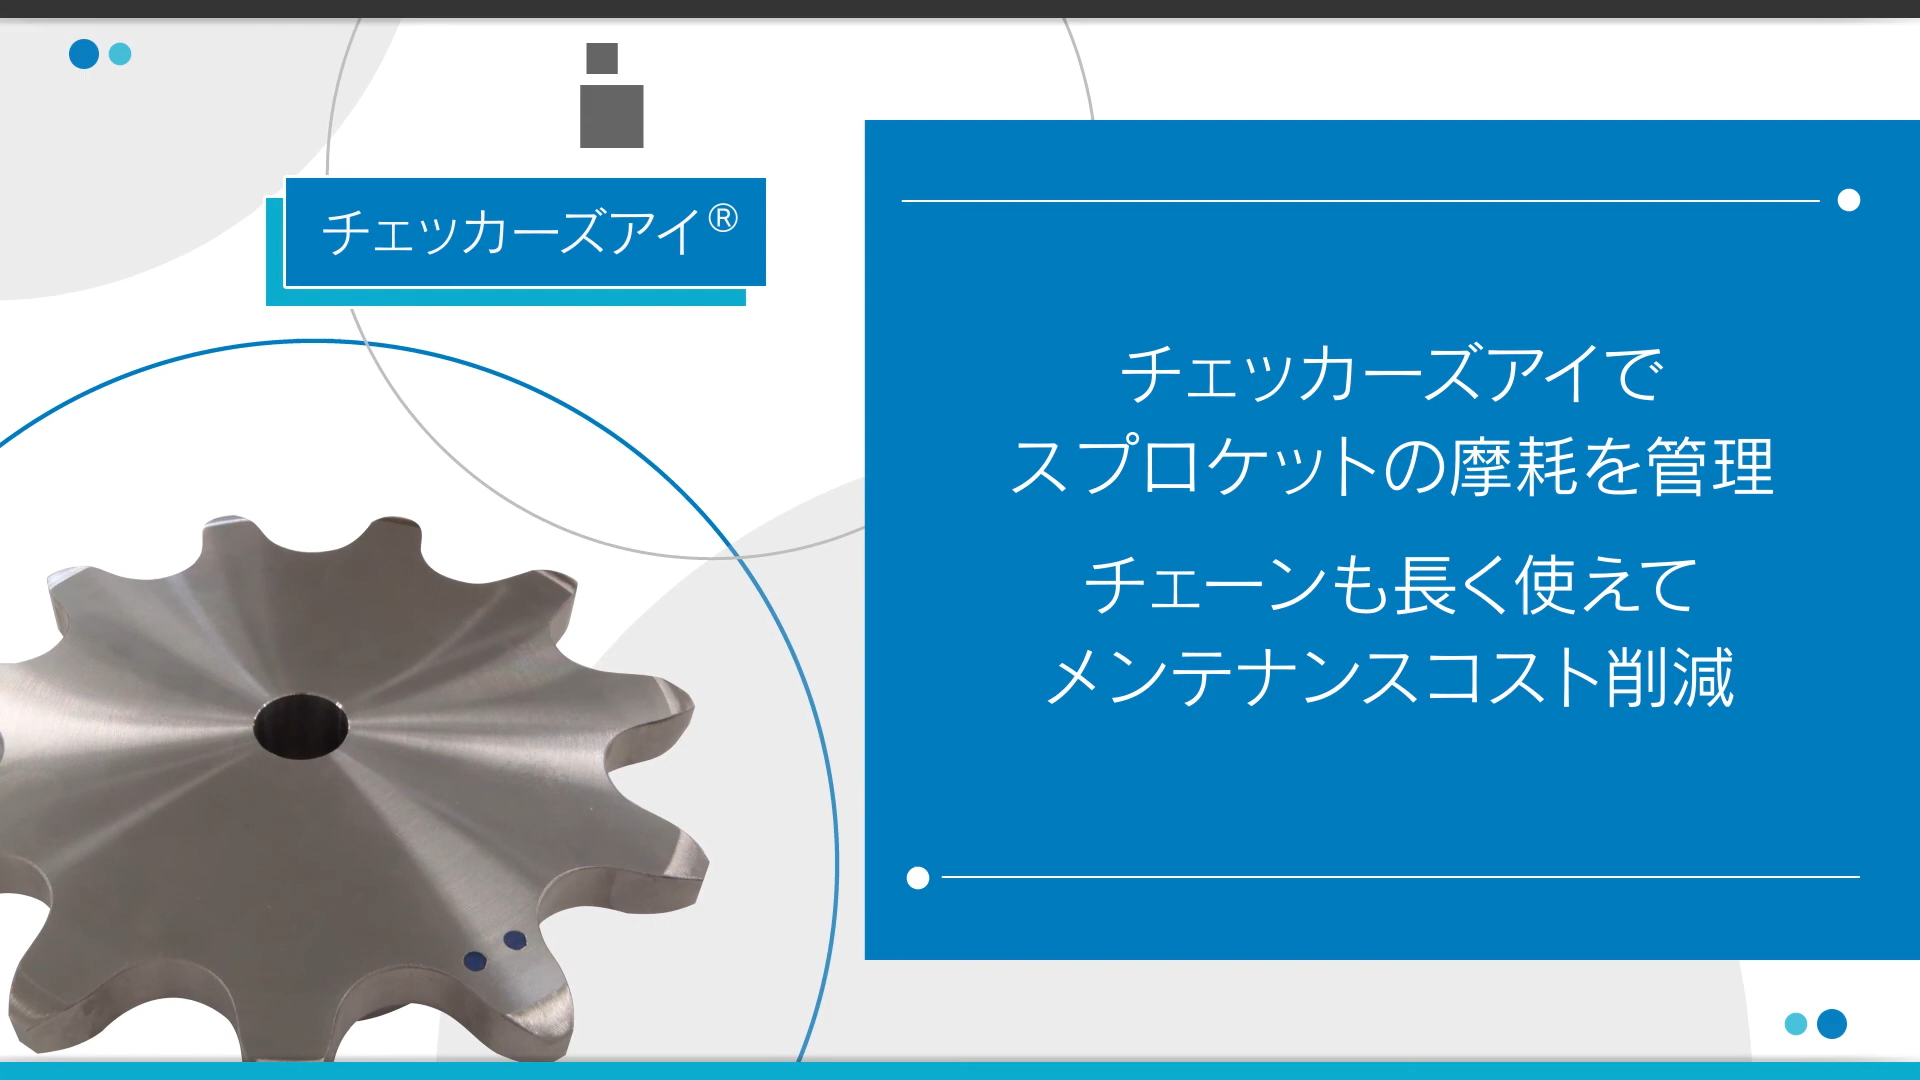 チェッカーズアイ®
チェッカーズアイで
スプロケットの摩耗を管理
チェーンも長く使えて
メンテナンスコスト削減